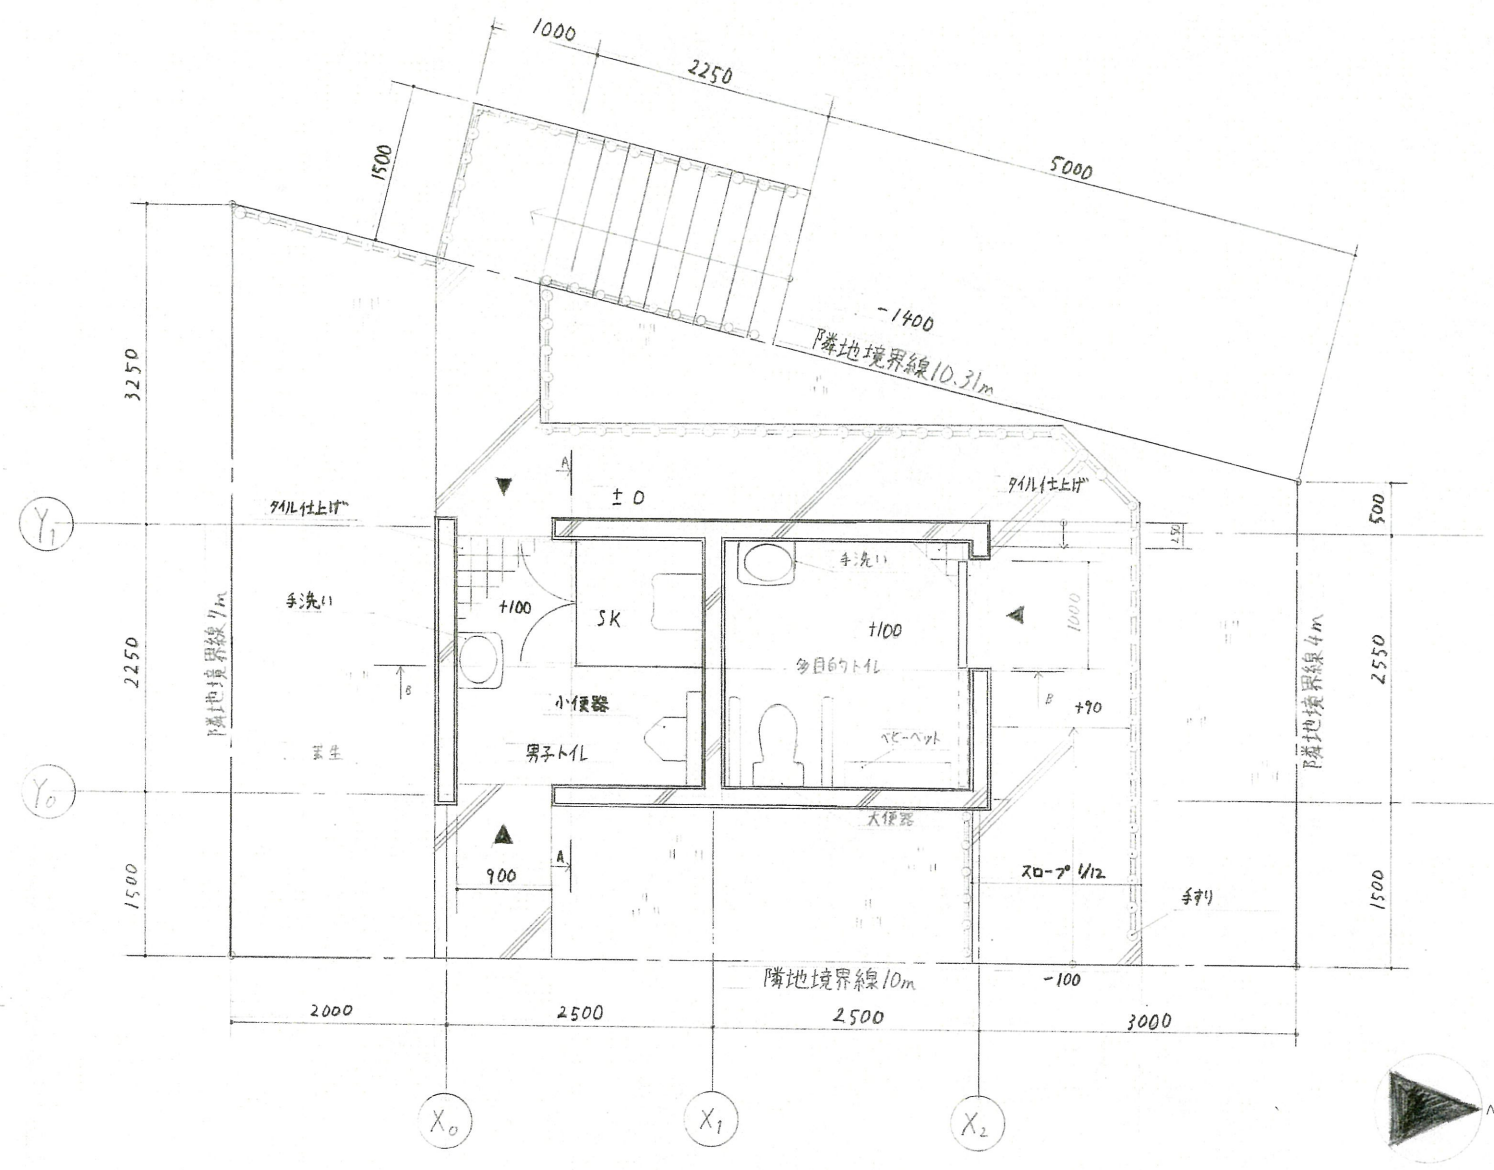 1000
2250
5000
1500
-1400
隣地境界線10.31m
3250
A
±0
タイル仕上げ
タイル仕上げ
500
Y1
250
手洗い
手洗い
+100
SK
+100
1000
多目的トイレ
隣地境界線7m
2250
B
小便器
B
+90
2550
隣地境界線4m
芝生
男子トイレ
ベビーベット
Y0
大便器
A
900
スロープ 1/12
1500
手すり
1500
隣地境界線10m
-100
2000
2500
2500
3000
X0
X1
X2
N